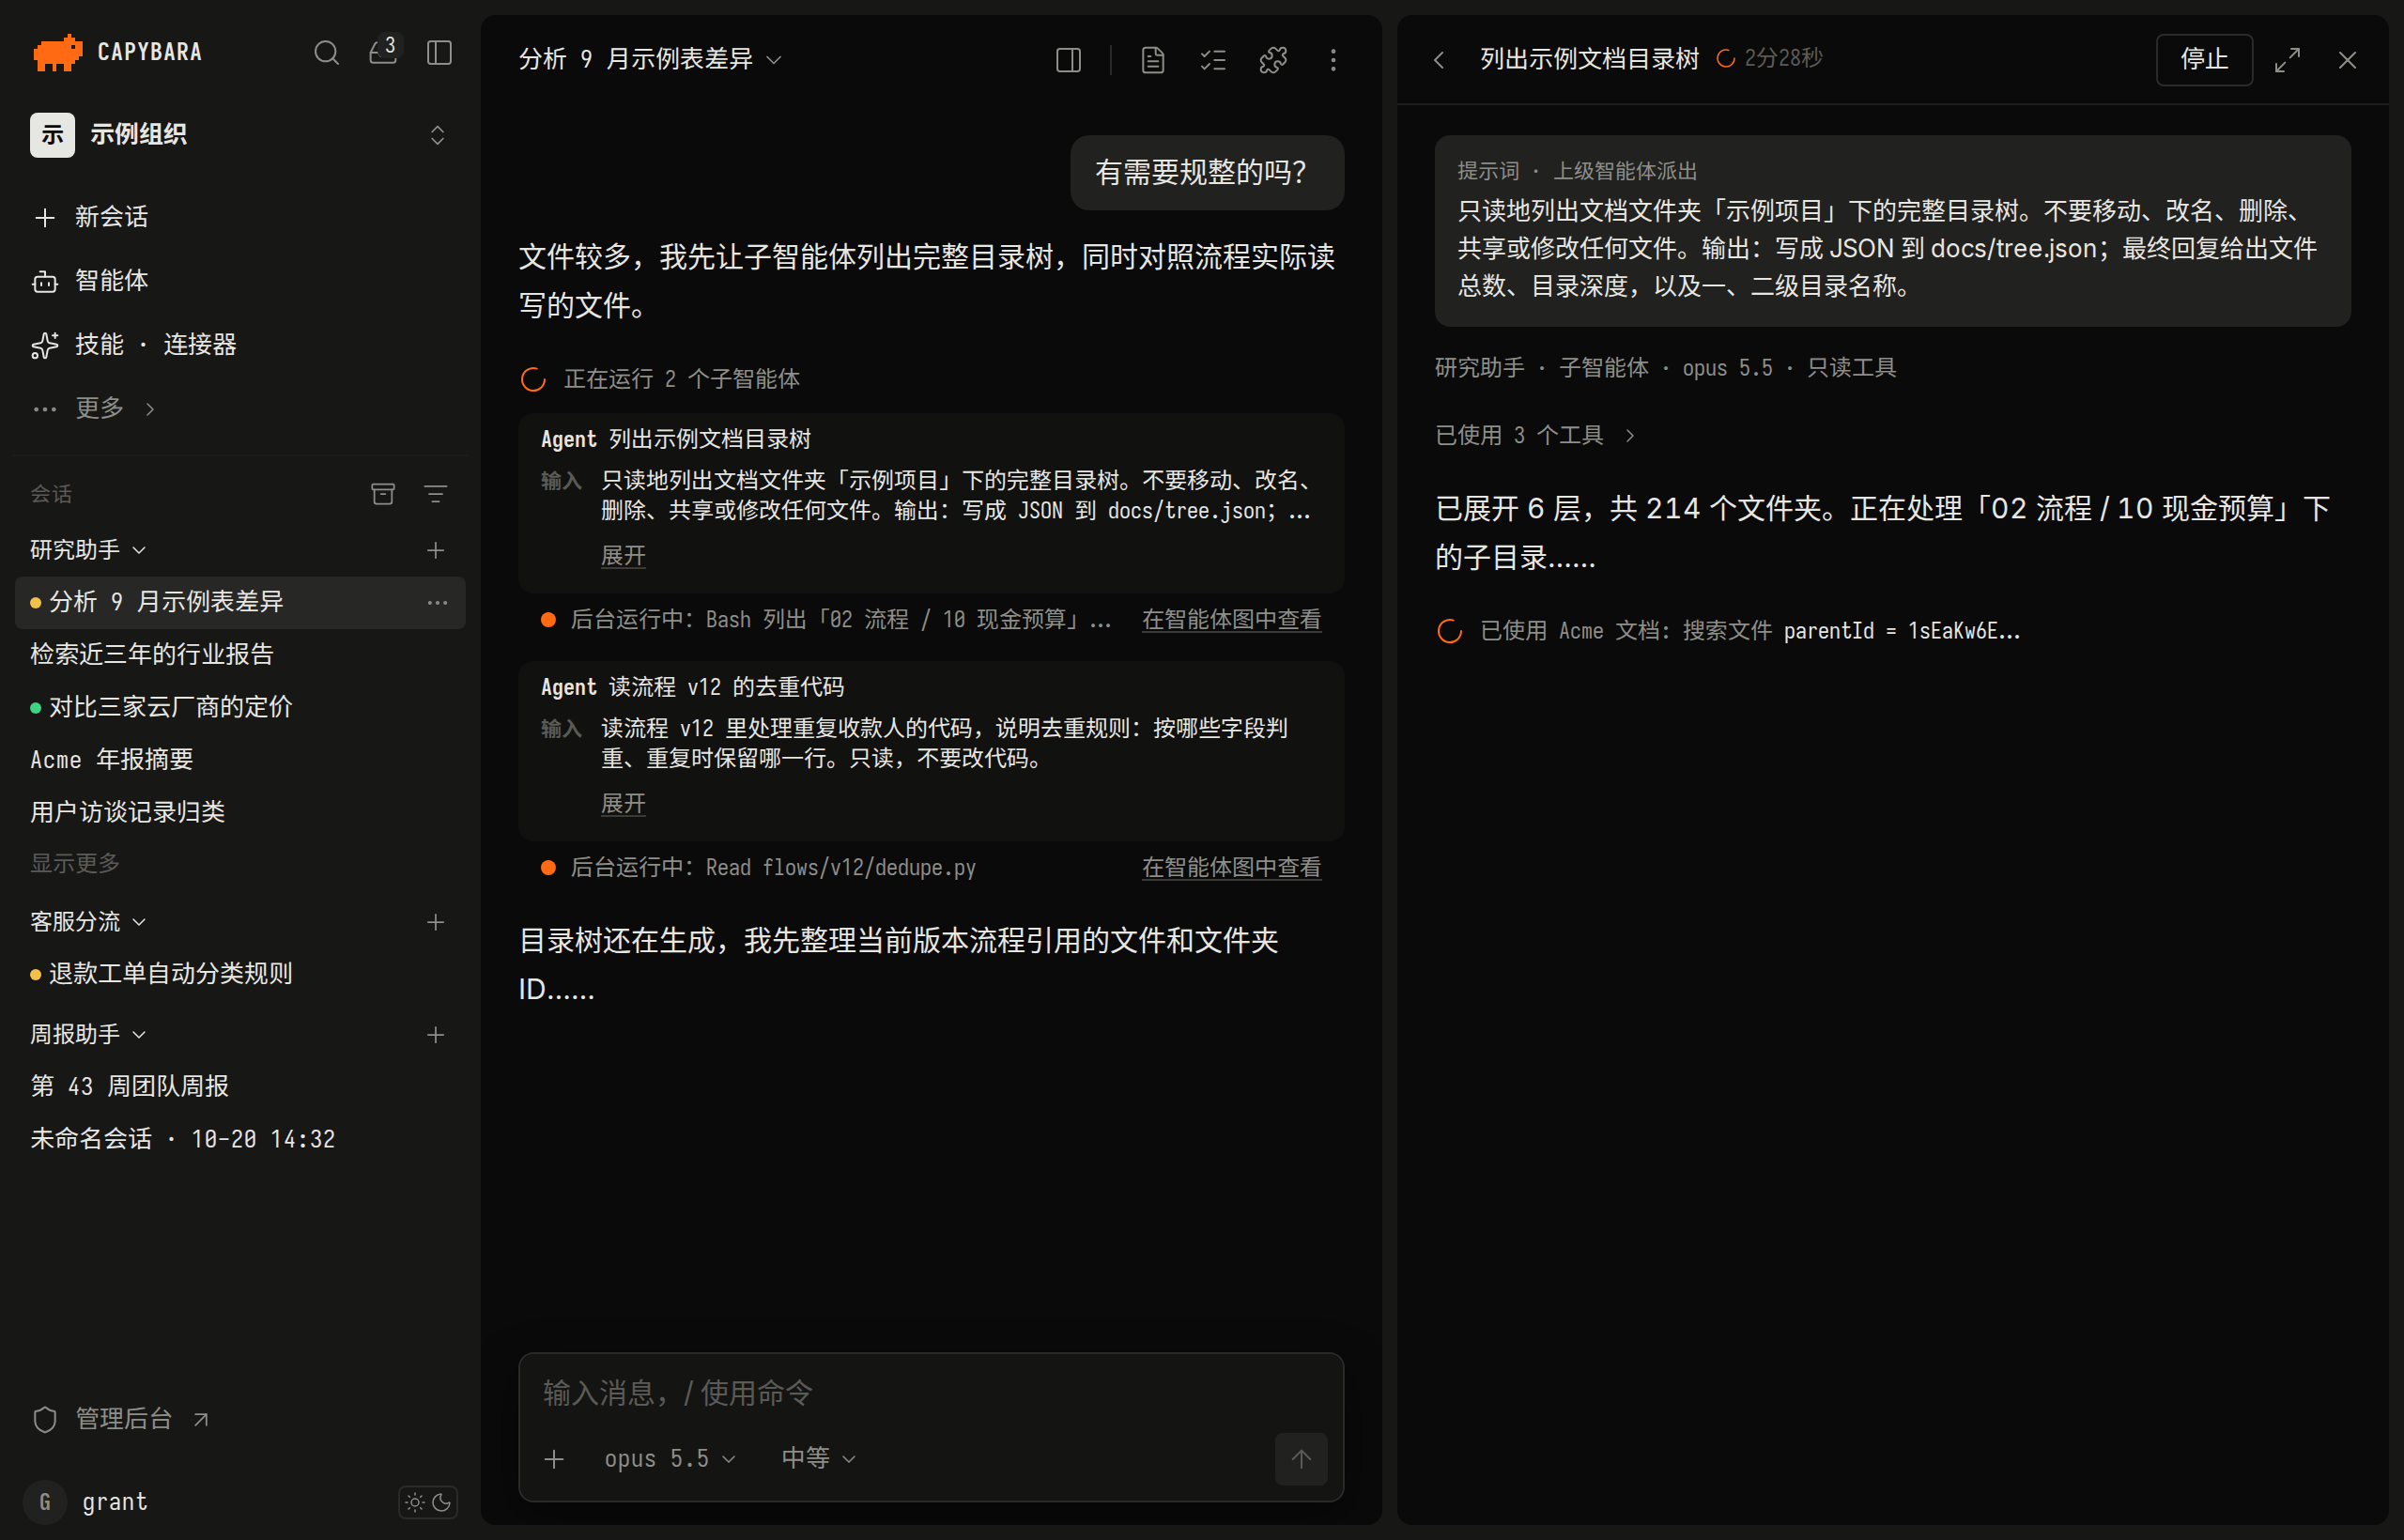 CAPYBARA
3
示 示例组织
新会话
智能体
技能 · 连接器
更多
会话
研究助手
分析 9 月示例表差异
检索近三年的行业报告
对比三家云厂商的定价
Acme 年报摘要
用户访谈记录归类
显示更多
客服分流
退款工单自动分类规则
周报助手
第 43 周团队周报
未命名会话 · 10-20 14:32
管理后台
G grant
分析 9 月示例表差异
有需要规整的吗？
文件较多，我先让子智能体列出完整目录树，同时对照流程实际读
写的文件。
正在运行 2 个子智能体
Agent 列出示例文档目录树
输入 只读地列出文档文件夹「示例项目」下的完整目录树。不要移动、改名、
删除、共享或修改任何文件。输出：写成 JSON 到 docs/tree.json；…
展开
后台运行中：Bash 列出「02 流程 / 10 现金预算」… 在智能体图中查看
Agent 读流程 v12 的去重代码
输入 读流程 v12 里处理重复收款人的代码，说明去重规则：按哪些字段判
重、重复时保留哪一行。只读，不要改代码。
展开
后台运行中：Read flows/v12/dedupe.py 在智能体图中查看
目录树还在生成，我先整理当前版本流程引用的文件和文件夹
ID……
输入消息，/ 使用命令
opus 5.5 中等
列出示例文档目录树 2分28秒 停止
提示词 · 上级智能体派出
只读地列出文档文件夹「示例项目」下的完整目录树。不要移动、改名、删除、
共享或修改任何文件。输出：写成 JSON 到 docs/tree.json；最终回复给出文件
总数、目录深度，以及一、二级目录名称。
研究助手 · 子智能体 · opus 5.5 · 只读工具
已使用 3 个工具
已展开 6 层，共 214 个文件夹。正在处理「02 流程 / 10 现金预算」下
的子目录……
已使用 Acme 文档：搜索文件 parentId = 1sEaKw6E…